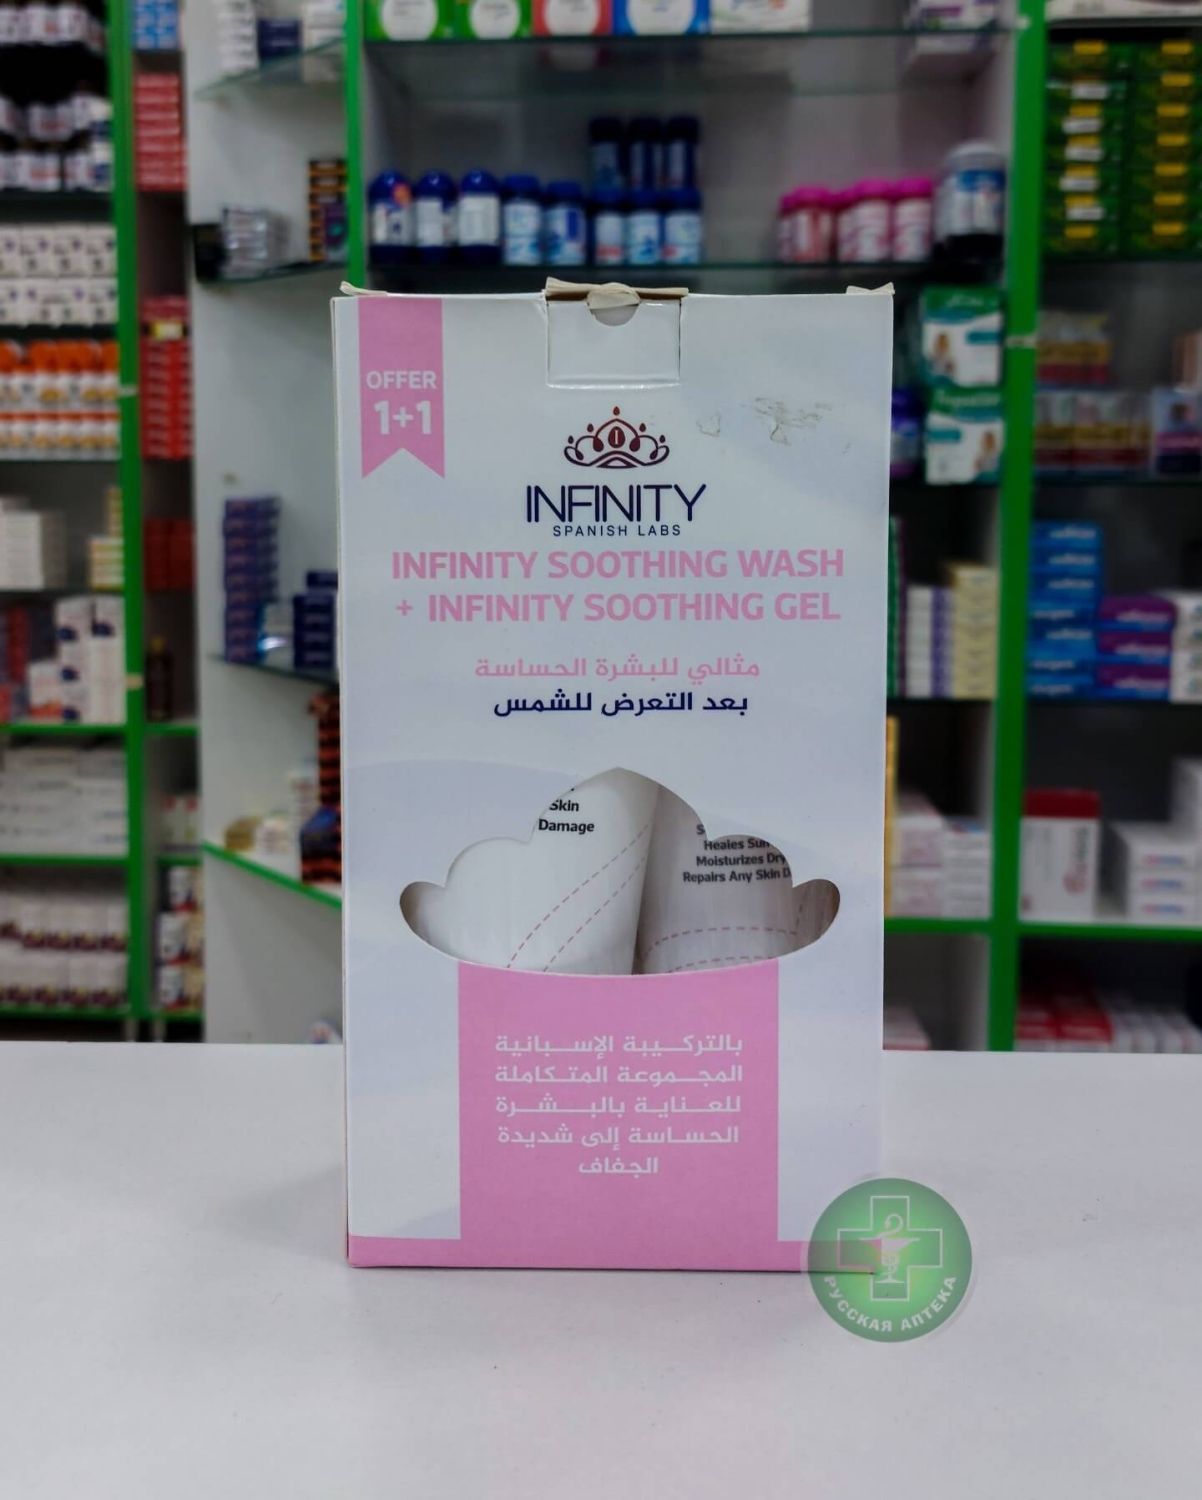 OFFER
1+1
INFINITY
SPANISH LABS
INFINITY SOOTHING WASH
+ INFINITY SOOTHING GEL
مثالي للبشرة الحساسة
بعد التعرض للشمس
Skin
Damage
Heales Sun
Moisturizes Dry
Repairs Any Skin D
بالتركيبة الإسبانية
المجموعة المتكاملة
للعناية بالبشرة
الحساسة إلى شديدة
الجفاف
РУССКАЯ АПТЕКА